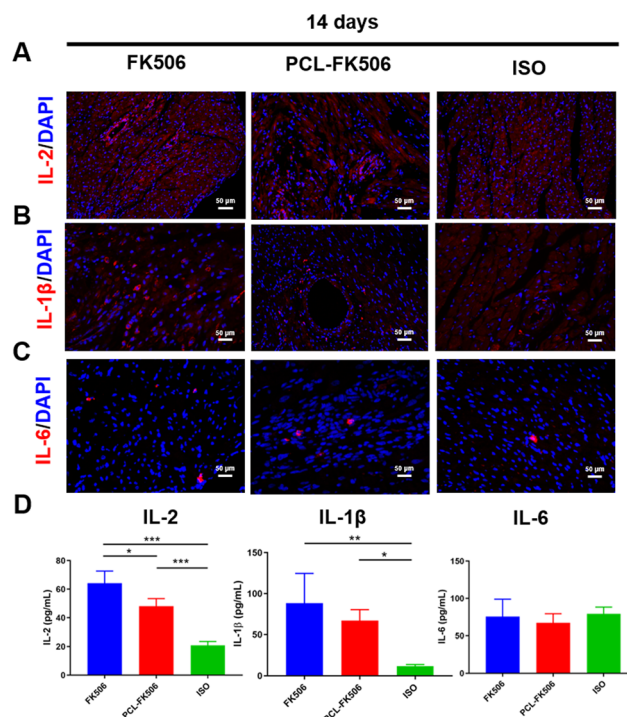 14 days
A
FK506 PCL-FK506 ISO
IL-2/DAPI
50 µm 50 µm 50 µm
B
IL-1β/DAPI
50 µm 50 µm 50 µm
C
IL-6/DAPI
50 µm 50 µm 50 µm
D
IL-2 IL-1β IL-6
IL-2 (pg/mL)
80
60
40
20
0
***
*
***
FK506 PCL-FK506 ISO
IL-1β (pg/mL)
150
100
50
0
**
*
FK506 PCL-FK506 ISO
IL-6 (pg/mL)
150
100
50
0
FK506 PCL-FK506 ISO